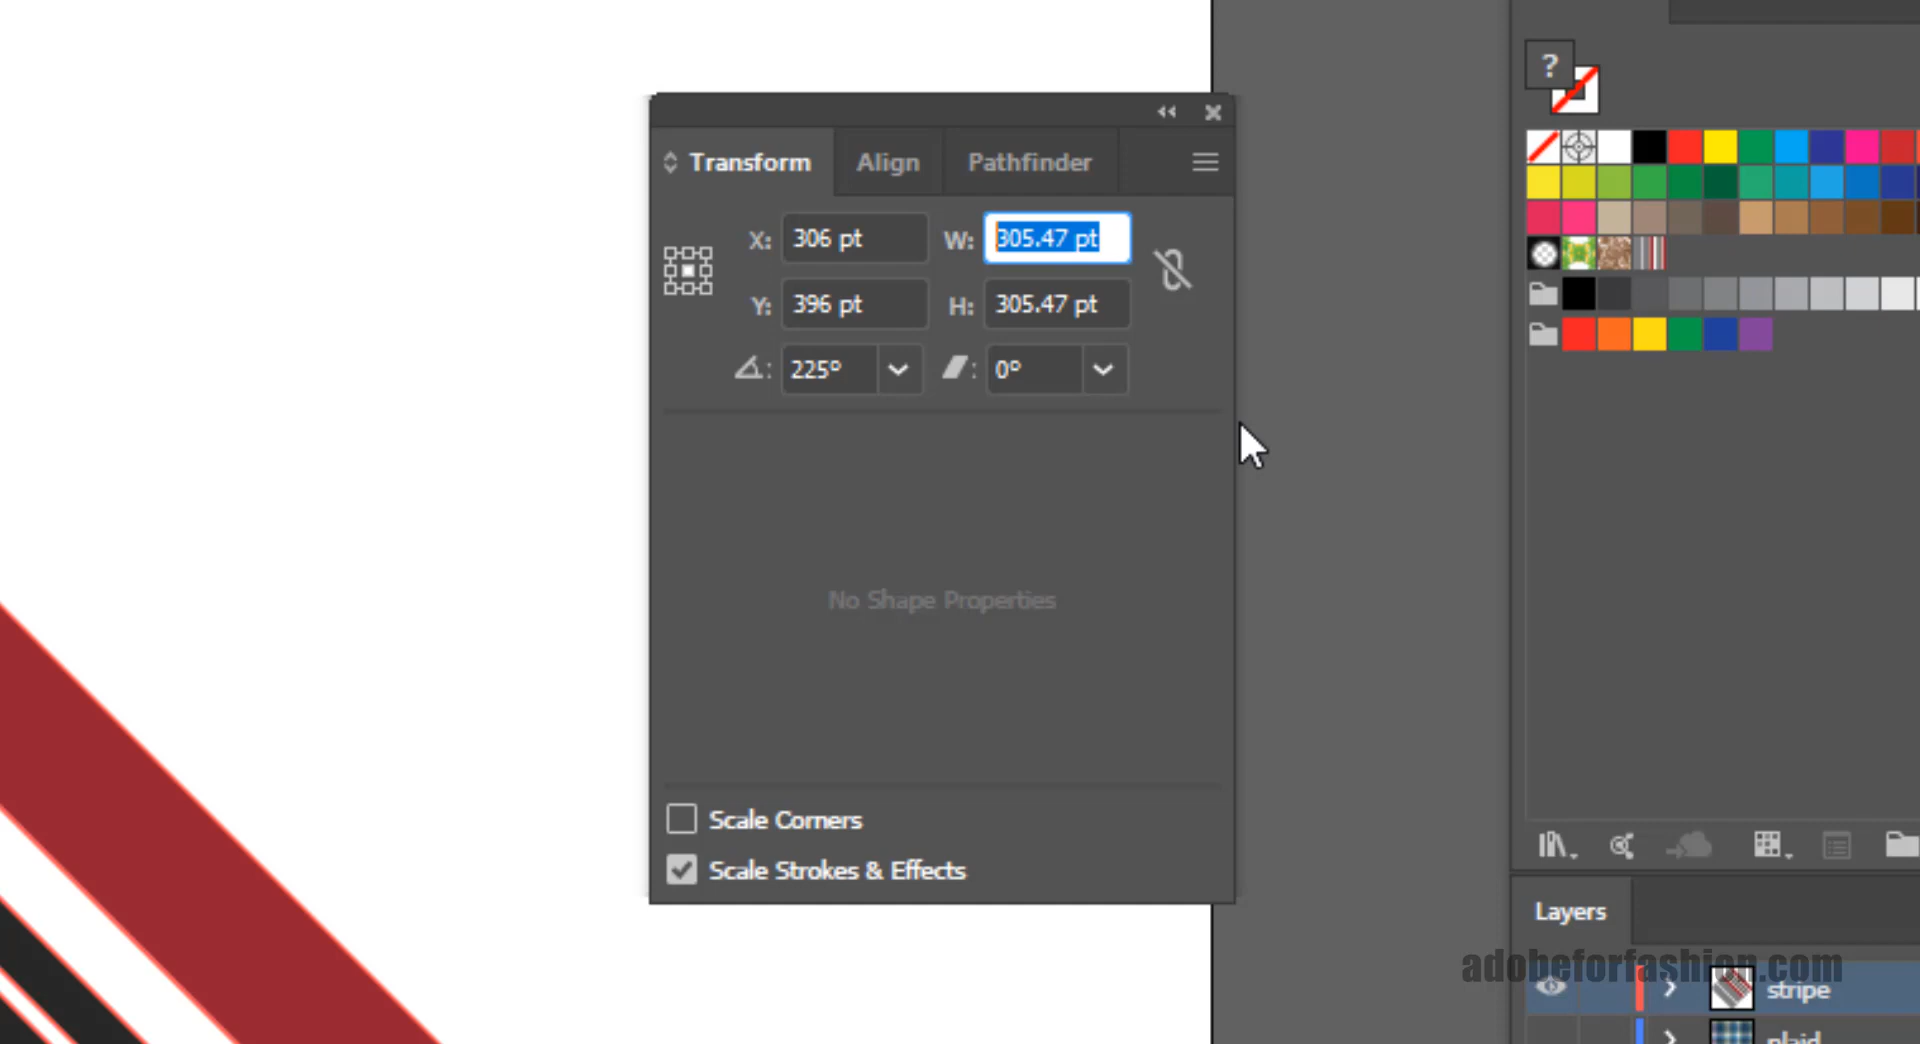 ?
Transform Align Pathfinder
X: 306 pt W: 305.47 pt
Y: 396 pt H: 305.47 pt
: 225° : 0°
No Shape Properties
Scale Corners
Scale Strokes & Effects
Layers
adobeforfashion.com
stripe
plaid